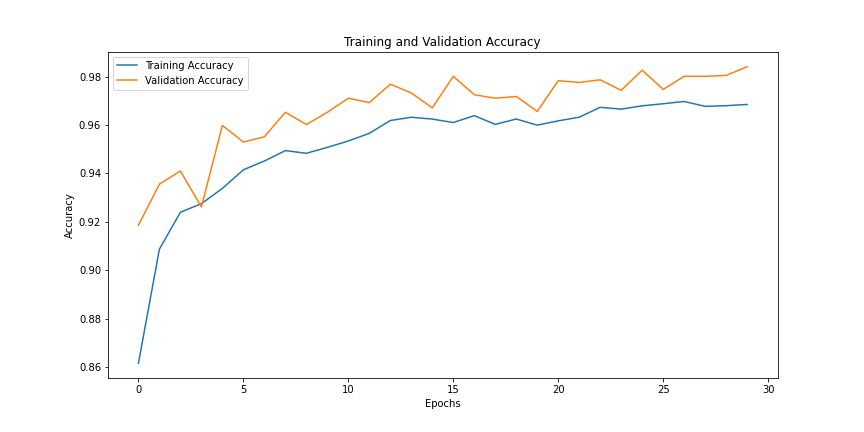 Training and Validation Accuracy
Training Accuracy
Validation Accuracy
Accuracy
0.98
0.96
0.94
0.92
0.90
0.88
0.86
0
5
10
15
20
25
30
Epochs